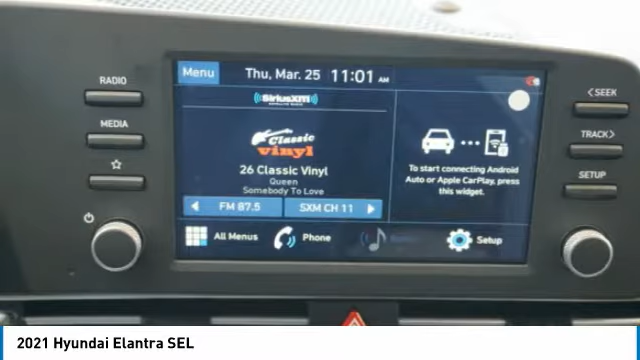 RADIO
MEDIA
Menu
Thu, Mar. 25 11:01 AM
SiriusXM
SATELLITE RADIO
Classic
vinyl
26 Classic Vinyl
Queen
Somebody To Love
FM 87.5
SXM CH 11
To start connecting Android
Auto or Apple CarPlay, press
this widget.
All Menus
Phone
Setup
<SEEK
TRACK>
SETUP
2021 Hyundai Elantra SEL